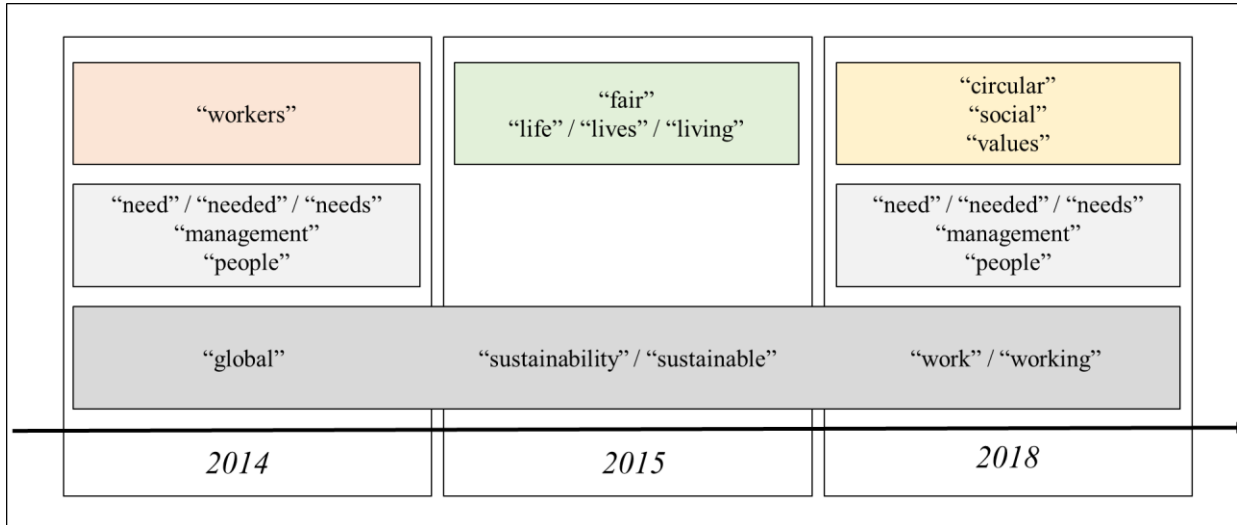 “workers”
“fair”
“life” / “lives” / “living”
“circular”
“social”
“values”
“need” / “needed” / “needs”
“management”
“people”
“need” / “needed” / “needs”
“management”
“people”
“global”
“sustainability” / “sustainable”
“work” / “working”
2014
2015
2018